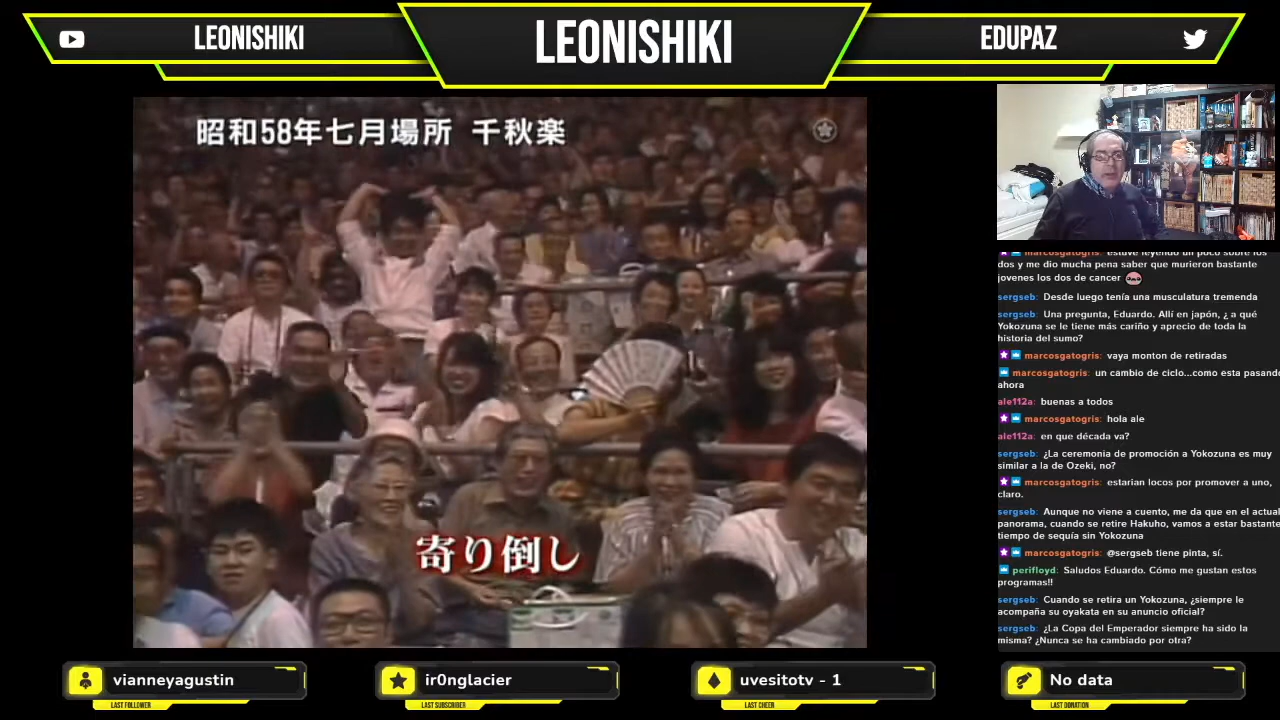 LEONISHIKI
LEONISHIKI
EDUPAZ
昭和58年七月場所 千秋楽
寄り倒し
marcosgatogris: estuve leyendo un poco sobre los
dos y me dio mucha pena saber que murieron bastante
jovenes los dos de cancer
sergseb: Desde luego tenía una musculatura tremenda
sergseb: Una pregunta, Eduardo. Allí en japón, ¿ a qué
Yokozuna se le tiene más cariño y aprecio de toda la
historia del sumo?
marcosgatogris: vaya monton de retiradas
marcosgatogris: un cambio de ciclo...como esta pasando
ahora
ale112a: buenas a todos
marcosgatogris: hola ale
ale112a: en que década va?
sergseb: ¿La ceremonia de promoción a Yokozuna es muy
similar a la de Ozeki, no?
marcosgatogris: estarian locos por promover a uno,
claro.
sergseb: Aunque no viene a cuento, me da que en el actual
panorama, cuando se retire Hakuho, vamos a estar bastante
tiempo de sequía sin Yokozuna
marcosgatogris: @sergseb tiene pinta, sí.
perifloyd: Saludos Eduardo. Cómo me gustan estos
programas!!
sergseb: Cuando se retira un Yokozuna, ¿siempre le
acompaña su oyakata en su anuncio oficial?
sergseb: ¿La Copa del Emperador siempre ha sido la
misma? ¿Nunca se ha cambiado por otra?
vianneyagustin
LAST FOLLOWER
ir0nglacier
LAST SUBSCRIBER
uvesitotv - 1
LAST CHEER
No data
LAST DONATION